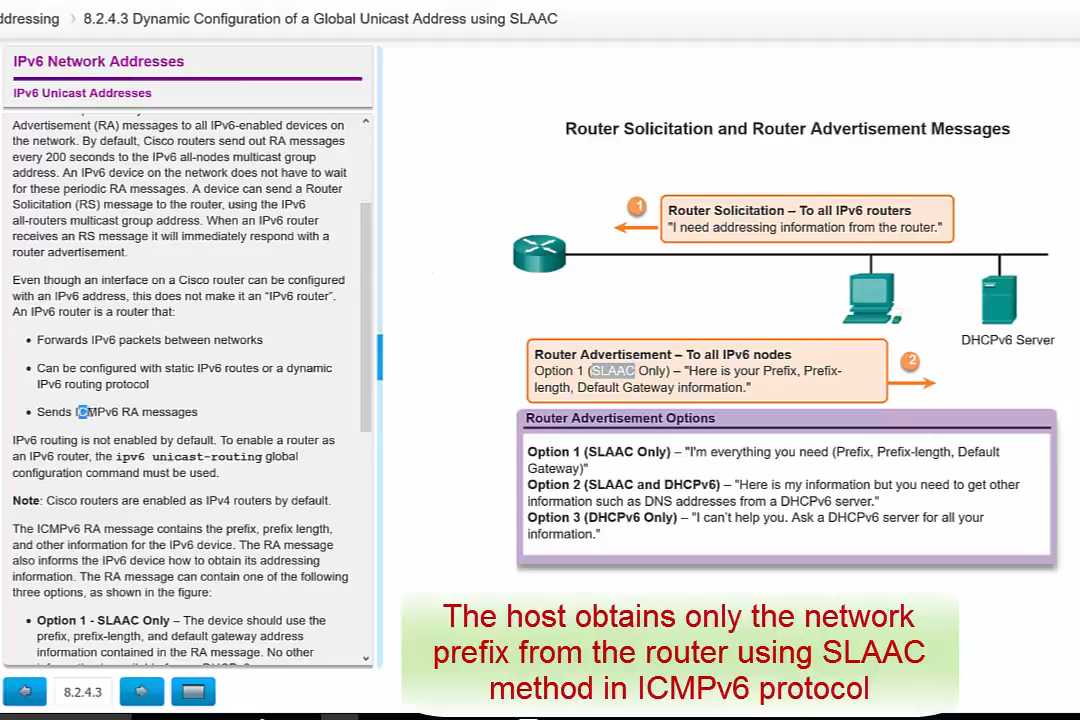 ddressing 8.2.4.3 Dynamic Configuration of a Global Unicast Address using SLAAC
IPv6 Network Addresses
IPv6 Unicast Addresses
Advertisement (RA) messages to all IPv6-enabled devices on
the network. By default, Cisco routers send out RA messages
every 200 seconds to the IPv6 all-nodes multicast group
address. An IPv6 device on the network does not have to wait
for these periodic RA messages. A device can send a Router
Solicitation (RS) message to the router, using the IPv6
all-routers multicast group address. When an IPv6 router
receives an RS message it will immediately respond with a
router advertisement.
Even though an interface on a Cisco router can be configured
with an IPv6 address, this does not make it an “IPv6 router”.
An IPv6 router is a router that:
• Forwards IPv6 packets between networks
• Can be configured with static IPv6 routes or a dynamic
IPv6 routing protocol
• Sends ICMPv6 RA messages
IPv6 routing is not enabled by default. To enable a router as
an IPv6 router, the ipv6 unicast-routing global
configuration command must be used.
Note: Cisco routers are enabled as IPv4 routers by default.
The ICMPv6 RA message contains the prefix, prefix length,
and other information for the IPv6 device. The RA message
also informs the IPv6 device how to obtain its addressing
information. The RA message can contain one of the following
three options, as shown in the figure:
• Option 1 - SLAAC Only – The device should use the
prefix, prefix-length, and default gateway address
information contained in the RA message. No other
8.2.4.3
Router Solicitation and Router Advertisement Messages
1
Router Solicitation – To all IPv6 routers
"I need addressing information from the router."
DHCPv6 Server
Router Advertisement – To all IPv6 nodes
Option 1 (SLAAC Only) – "Here is your Prefix, Prefix-
length, Default Gateway information."
2
Router Advertisement Options
Option 1 (SLAAC Only) – "I'm everything you need (Prefix, Prefix-length, Default
Gateway)"
Option 2 (SLAAC and DHCPv6) – "Here is my information but you need to get other
information such as DNS addresses from a DHCPv6 server."
Option 3 (DHCPv6 Only) – "I can't help you. Ask a DHCPv6 server for all your
information."
The host obtains only the network
prefix from the router using SLAAC
method in ICMPv6 protocol